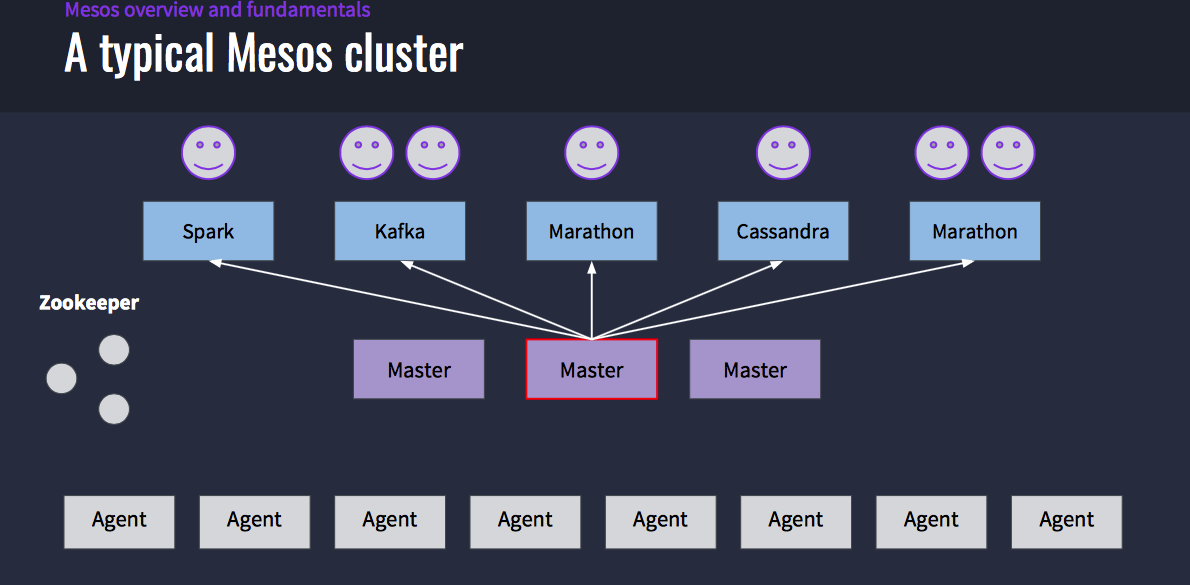 Mesos overview and fundamentals
A typical Mesos cluster
Spark
Kafka
Marathon
Cassandra
Marathon
Zookeeper
Master
Master
Master
Agent
Agent
Agent
Agent
Agent
Agent
Agent
Agent